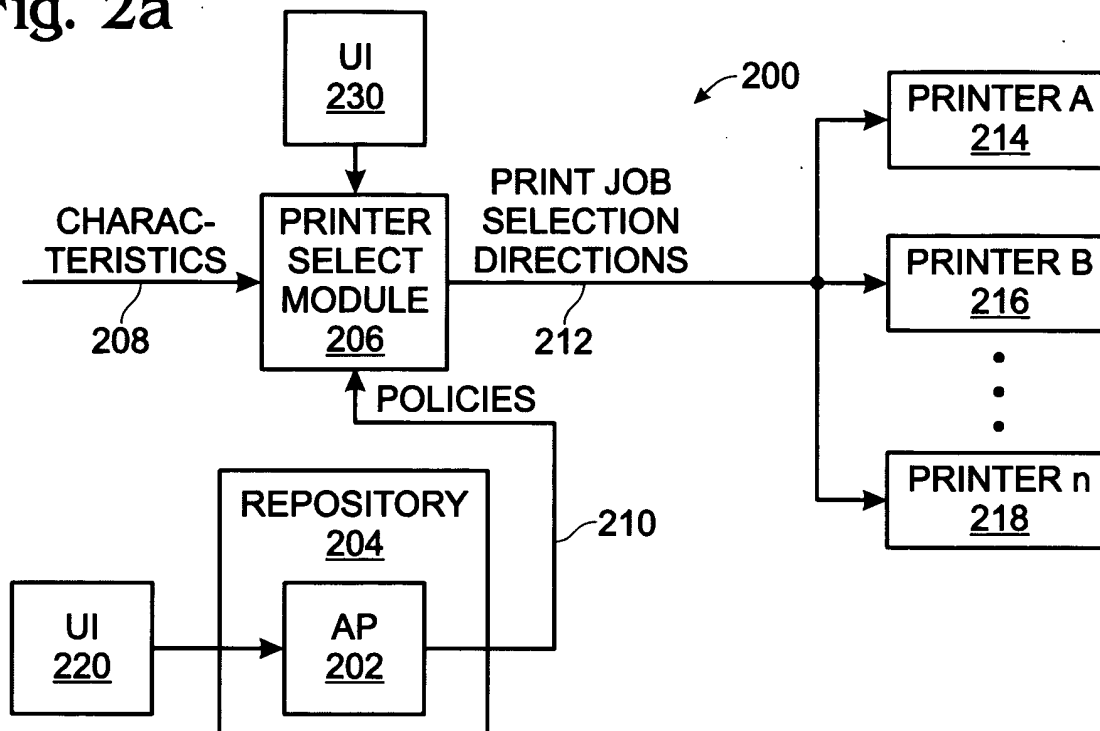 Fig. 2a
UI
230
200
PRINTER A
214
CHARAC-
TERISTICS
208
PRINTER
SELECT
MODULE
206
PRINT JOB
SELECTION
DIRECTIONS
212
PRINTER B
216
POLICIES
REPOSITORY
204
210
PRINTER n
218
UI
220
AP
202